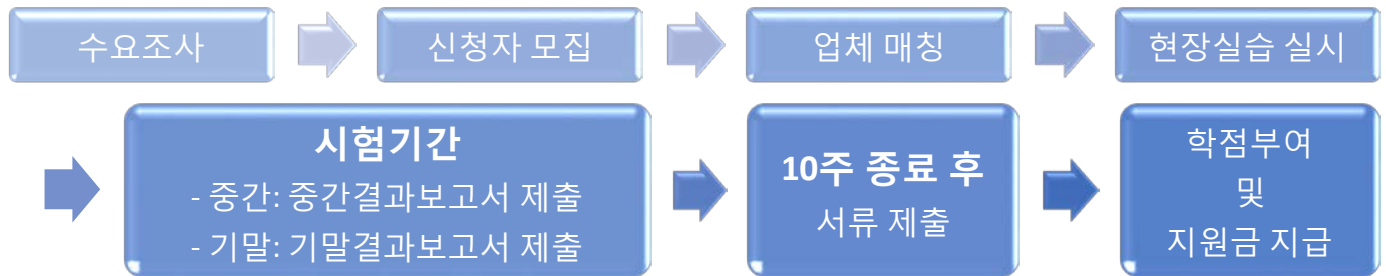 수요조사
신청자 모집
업체 매칭
현장실습 실시
시험기간
- 중간: 중간결과보고서 제출
- 기말: 기말결과보고서 제출
10주 종료 후
서류 제출
학점부여
및
지원금 지급